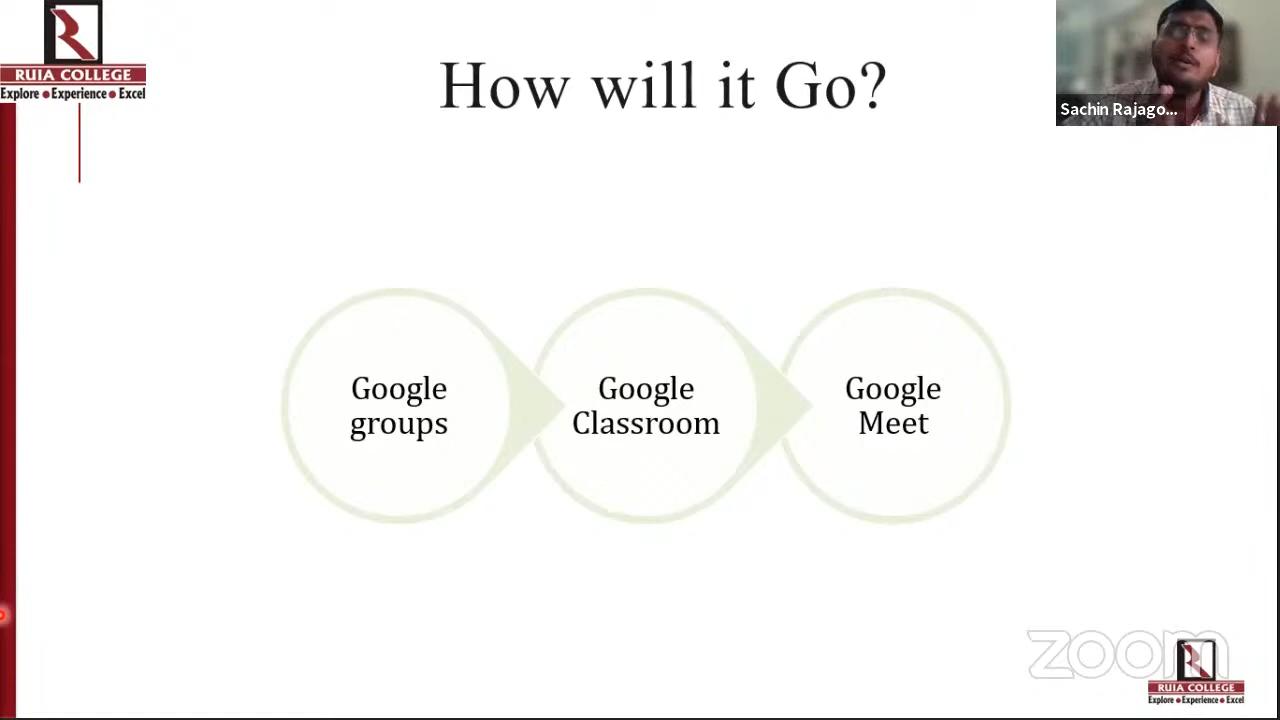 RUIA COLLEGE
Explore ● Experience ● Excel
How will it Go?
Sachin Rajago...
Google
groups
Google
Classroom
Google
Meet
zoom
RUIA COLLEGE
Explore ● Experience ● Excel